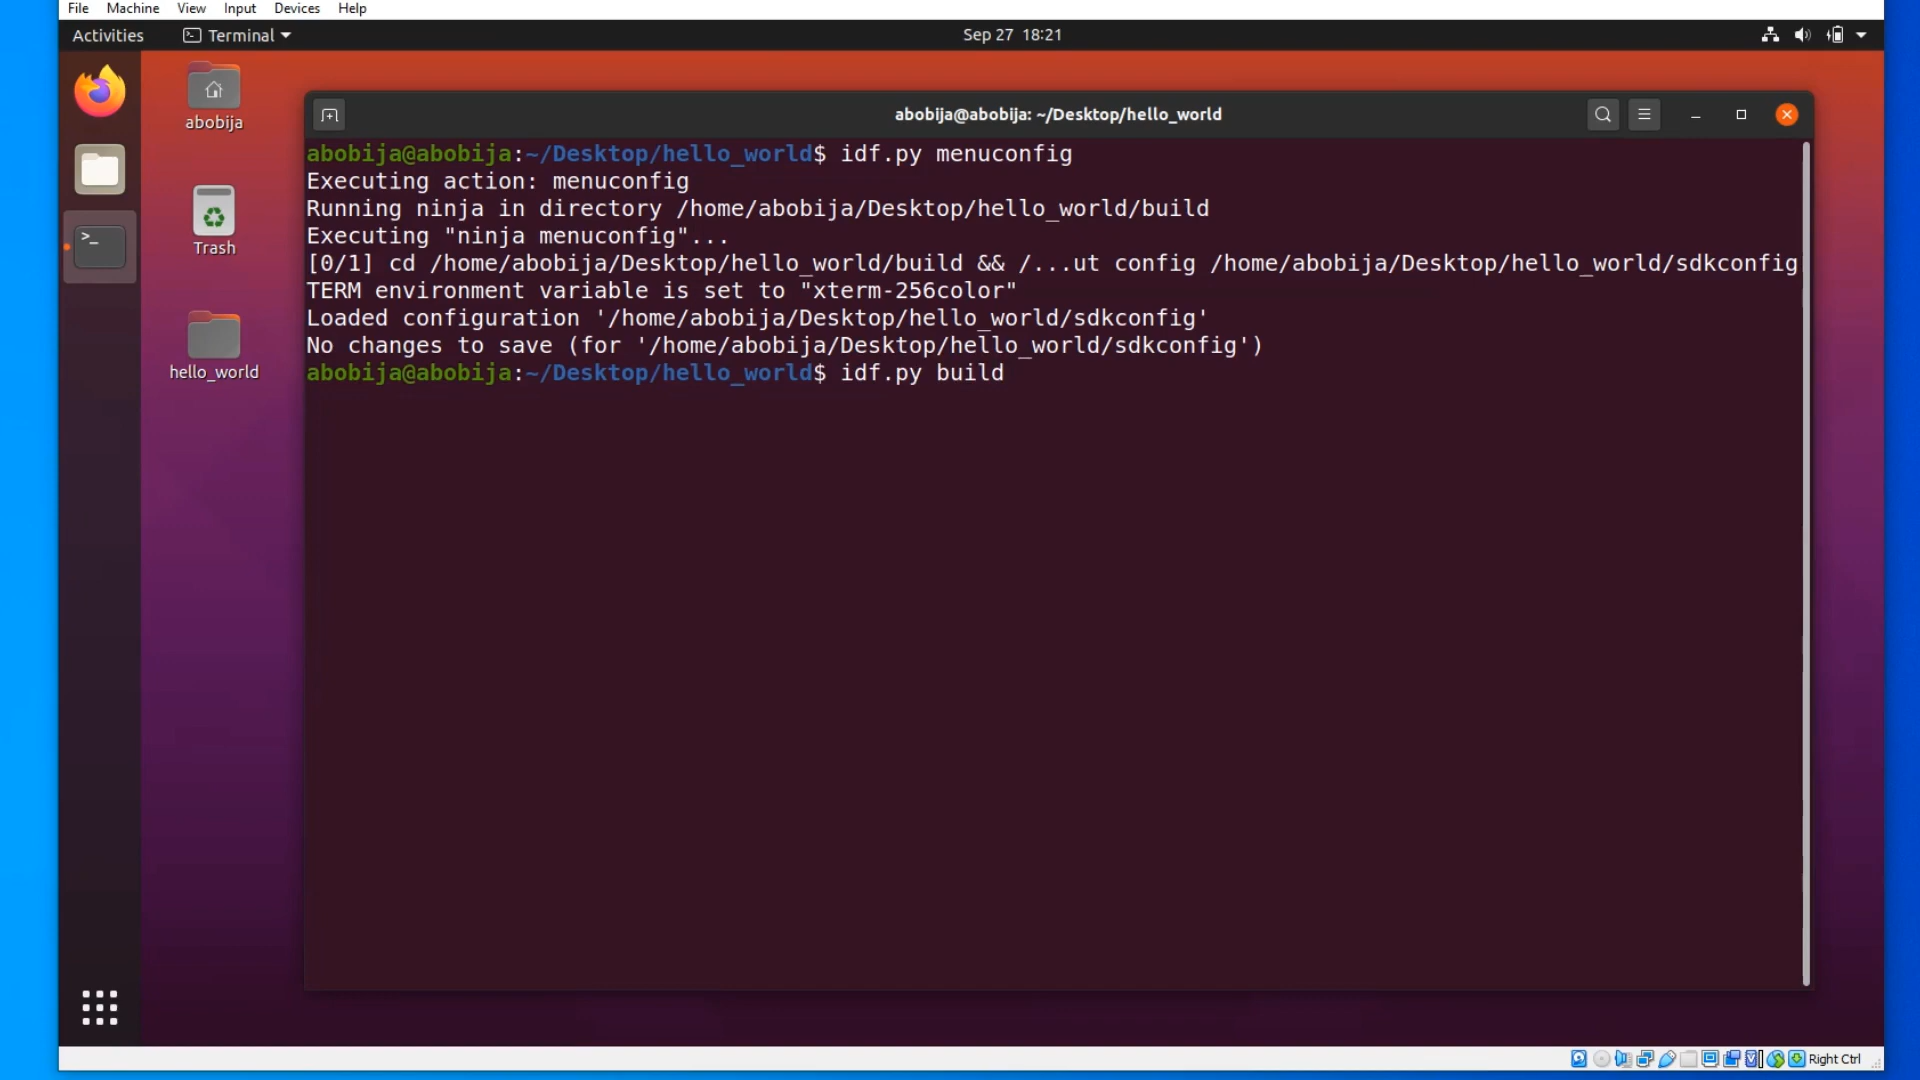 File Machine View Input Devices Help
Activities Terminal Sep 27 18:21
abobija
Trash
hello_world
abobija@abobija: ~/Desktop/hello_world
abobija@abobija:~/Desktop/hello_world$ idf.py menuconfig
Executing action: menuconfig
Running ninja in directory /home/abobija/Desktop/hello_world/build
Executing "ninja menuconfig"...
[0/1] cd /home/abobija/Desktop/hello_world/build && /...ut config /home/abobija/Desktop/hello_world/sdkconfig
TERM environment variable is set to "xterm-256color"
Loaded configuration '/home/abobija/Desktop/hello_world/sdkconfig'
No changes to save (for '/home/abobija/Desktop/hello_world/sdkconfig')
abobija@abobija:~/Desktop/hello_world$ idf.py build
Right Ctrl